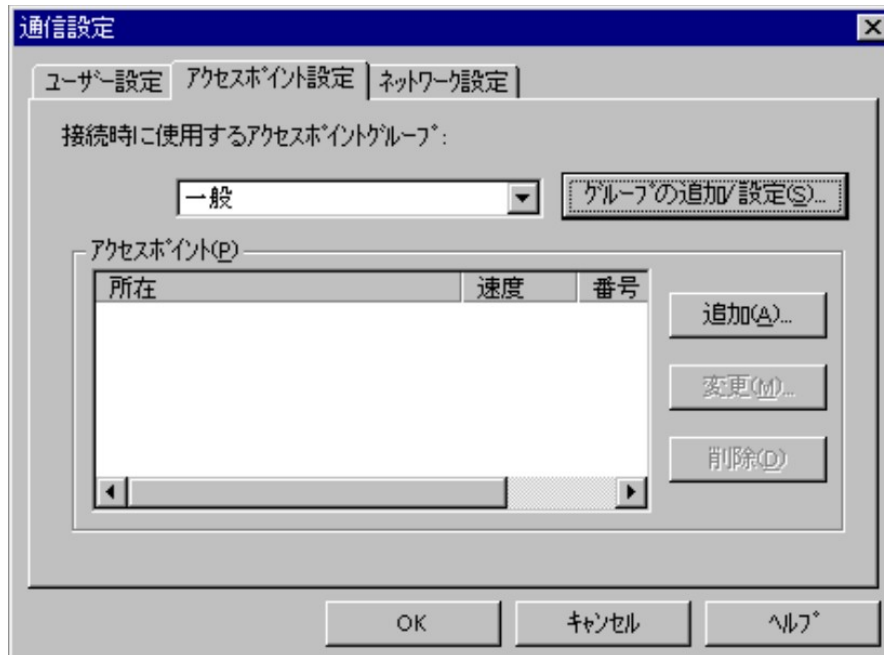 通信設定
ユーザー設定 アクセスポイント設定 ネットワーク設定
接続時に使用するアクセスポイントグループ:
一般 グループの追加/設定(S)...
アクセスポイント(P)
所在 速度 番号
追加(A)...
変更(M)...
削除(D)
OK キャンセル ヘルプ